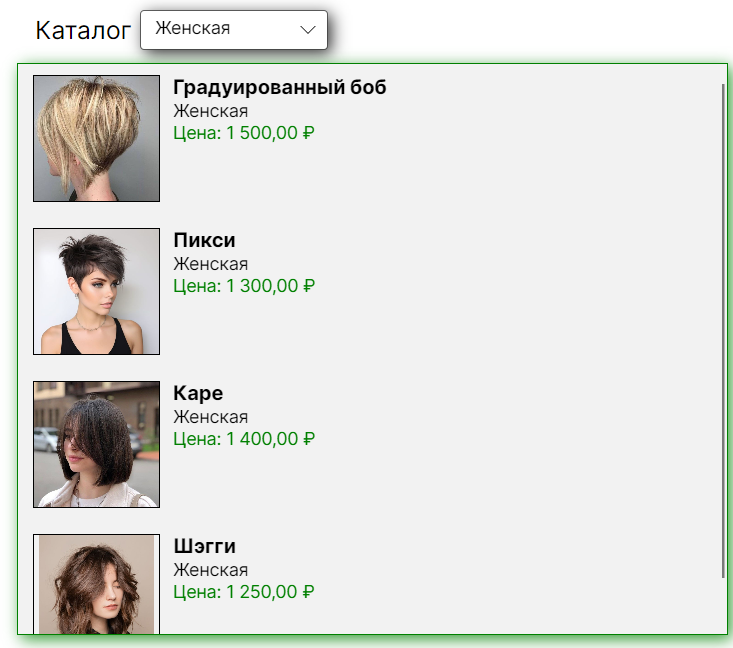 Каталог Женская
Градуированный боб
Женская
Цена: 1 500,00 ₽
Пикси
Женская
Цена: 1 300,00 ₽
Каре
Женская
Цена: 1 400,00 ₽
Шэгги
Женская
Цена: 1 250,00 ₽